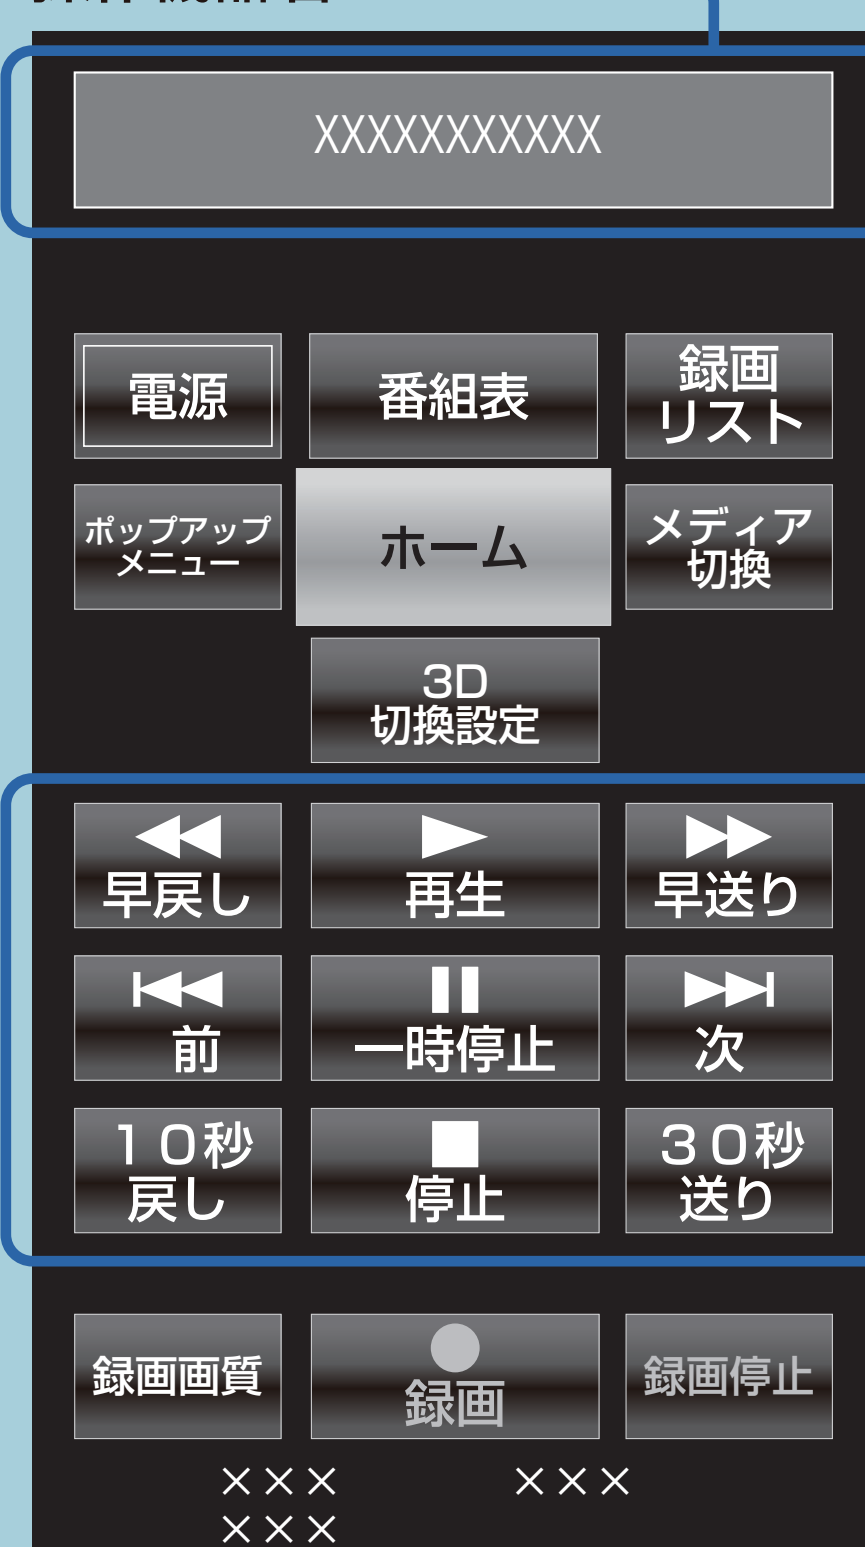 XXXXXXXXXXX
電源
番組表
録画
リスト
ポップアップ
メニュー
ホーム
メディア
切換
3D
切換設定
早戻し
再生
早送り
前
一時停止
次
１０秒
戻し
停止
３０秒
送り
録画画質
録画
録画停止
×××
×××
×××